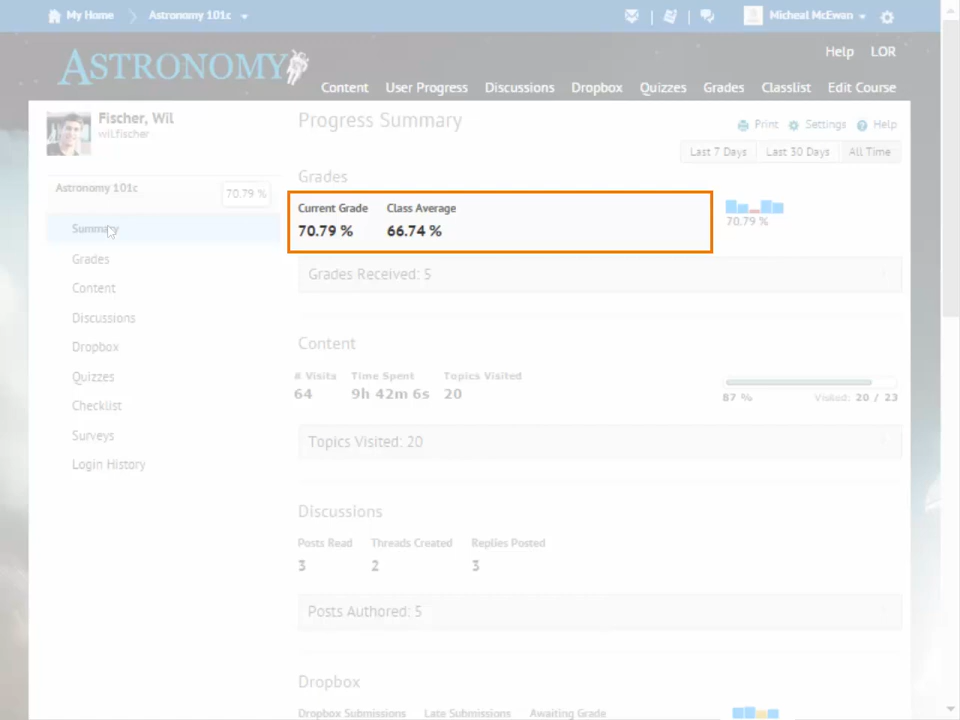 My Home
Astronomy 101c
Micheal McEwan
Help LOR
ASTRONOMY
Content User Progress Discussions Dropbox Quizzes Grades Classlist Edit Course
Fischer, Wil
wil.fischer
Astronomy 101c 70.79 %
Summary
Grades
Content
Discussions
Dropbox
Quizzes
Checklist
Surveys
Login History
Progress Summary
Print Settings Help
Last 7 Days Last 30 Days All Time
Grades
Current Grade Class Average
70.79 % 66.74 %
70.79 %
Grades Received: 5
Content
# Visits Time Spent Topics Visited
64 9h 42m 6s 20
87 % Visited: 20 / 23
Topics Visited: 20
Discussions
Posts Read Threads Created Replies Posted
3 2 3
Posts Authored: 5
Dropbox
Dropbox Submissions Late Submissions Awaiting Grade